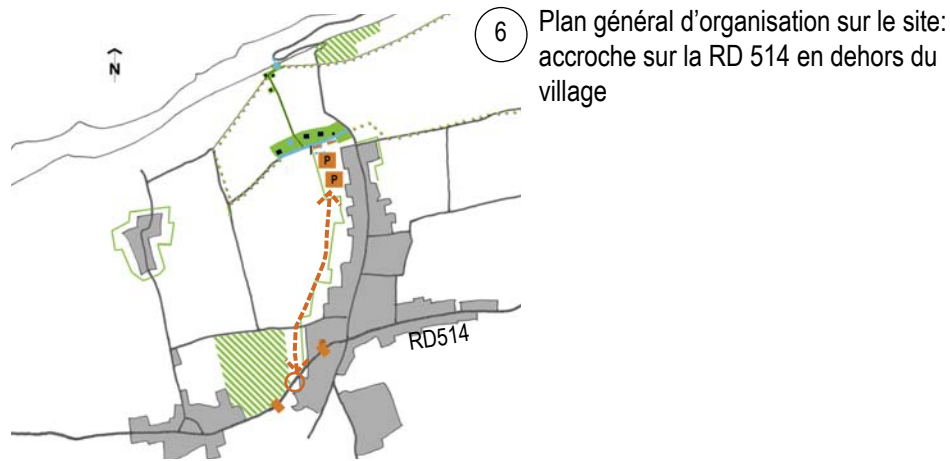 6
Plan général d’organisation sur le site:
accroche sur la RD 514 en dehors du
village
N
P
P
RD514